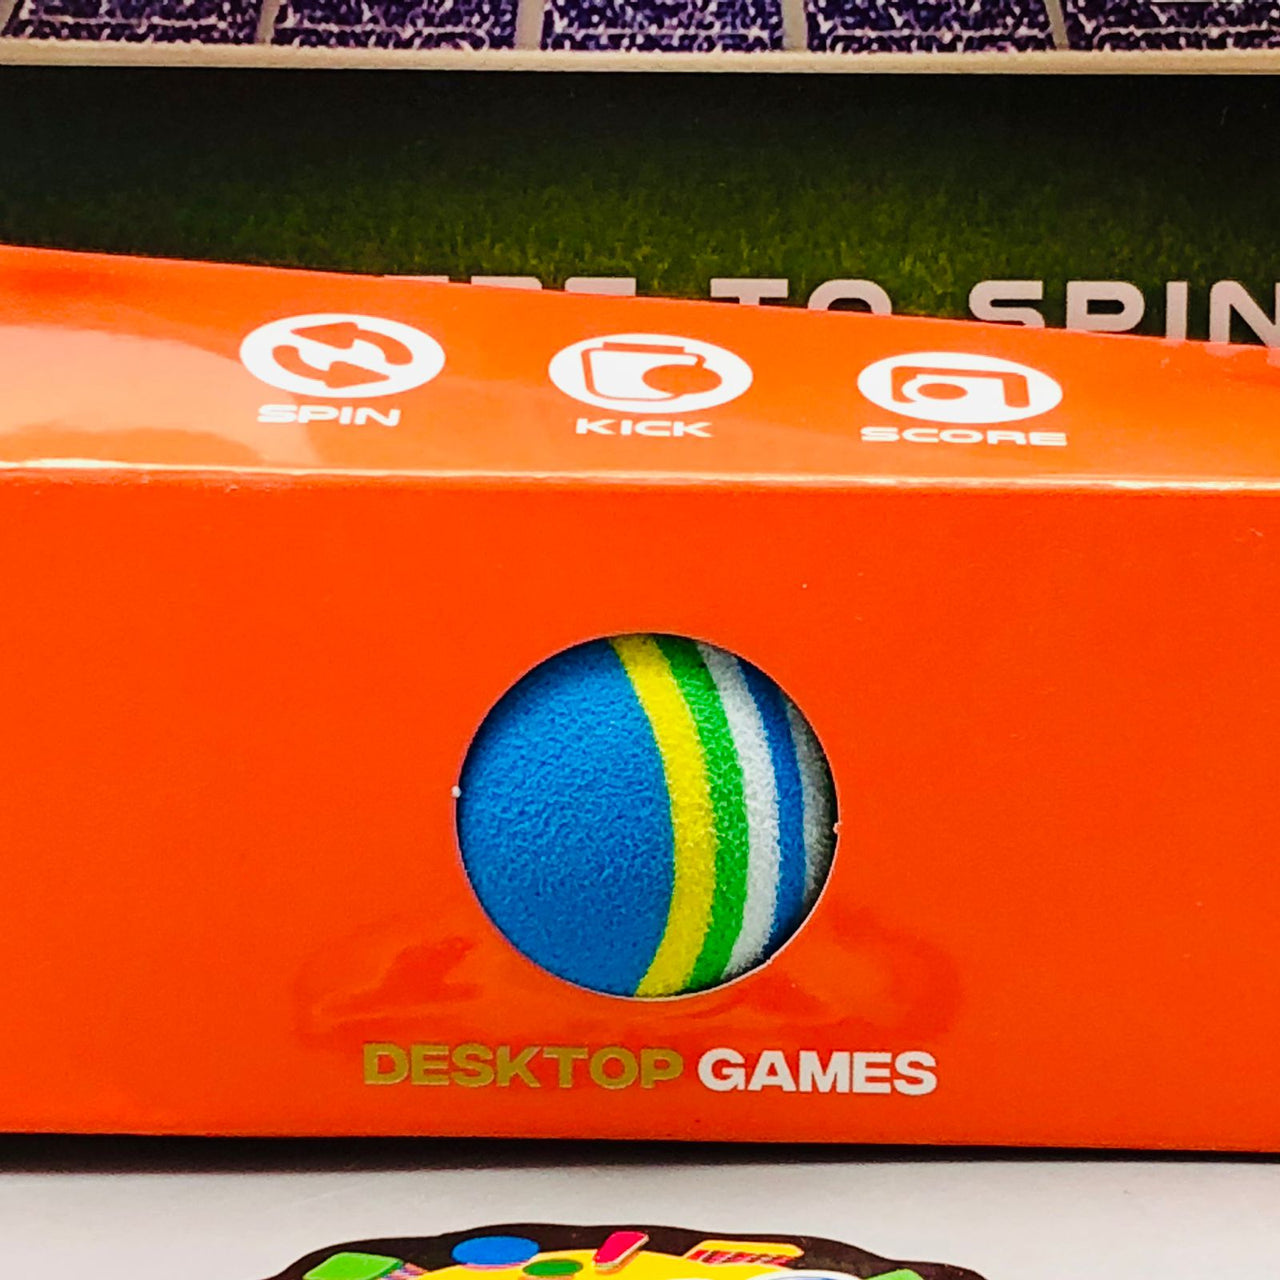 TO SPIN
SPIN
KICK
SCORE
DESKTOP GAMES